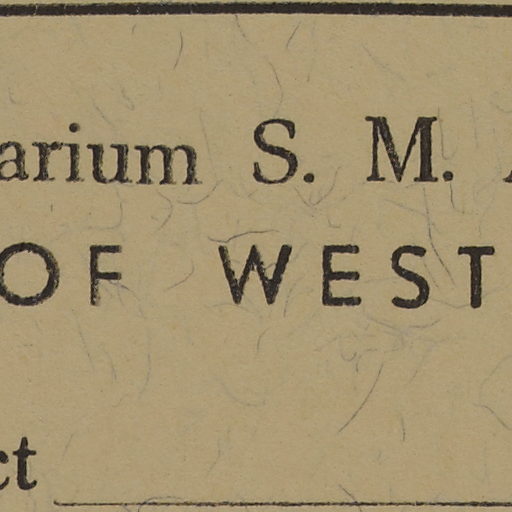 arium S. M.
OF WEST
ct